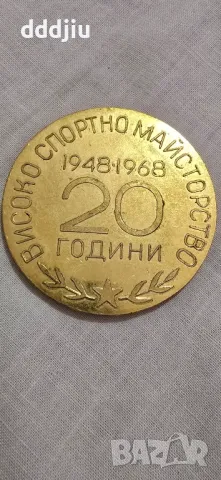 dddjiu
ВИСОКО СПОРТНО МАЙСТОРСТВО
1948·1968
20
ГОДИНИ
BAZAR